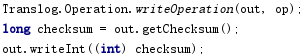 Translog.Operation.writeOperation(out, op);
long checksum = out.getChecksum();
out.writeInt((int) checksum);